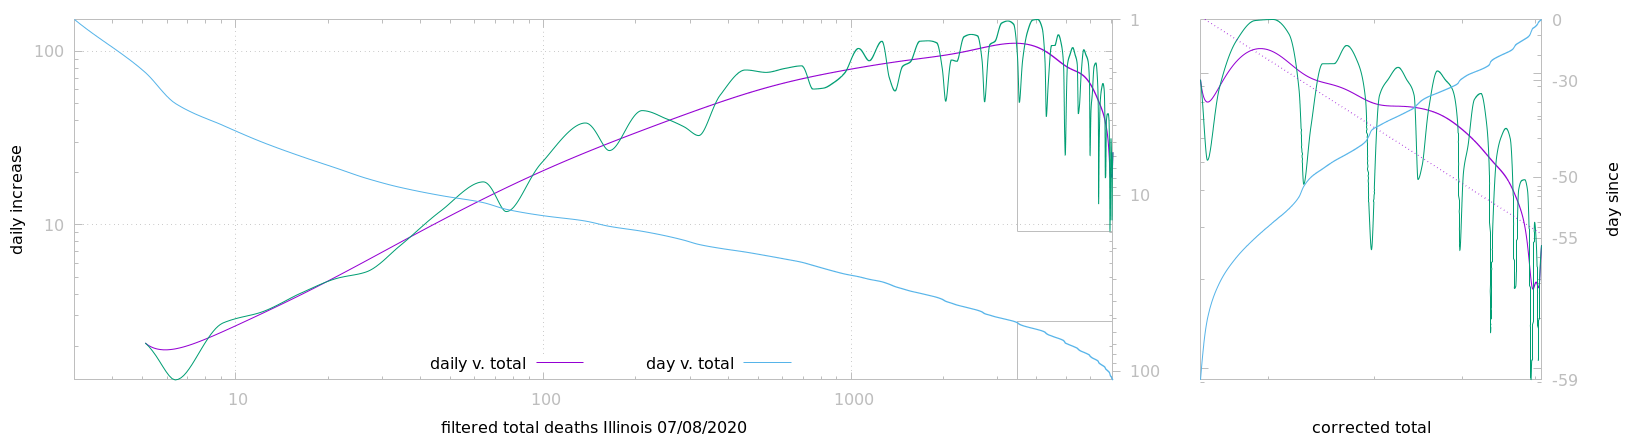 100
10
daily increase
1
10
100
daily v. total
day v. total
10
100
1000
filtered total deaths Illinois 07/08/2020
0
-30
-50
-55
-59
day since
corrected total